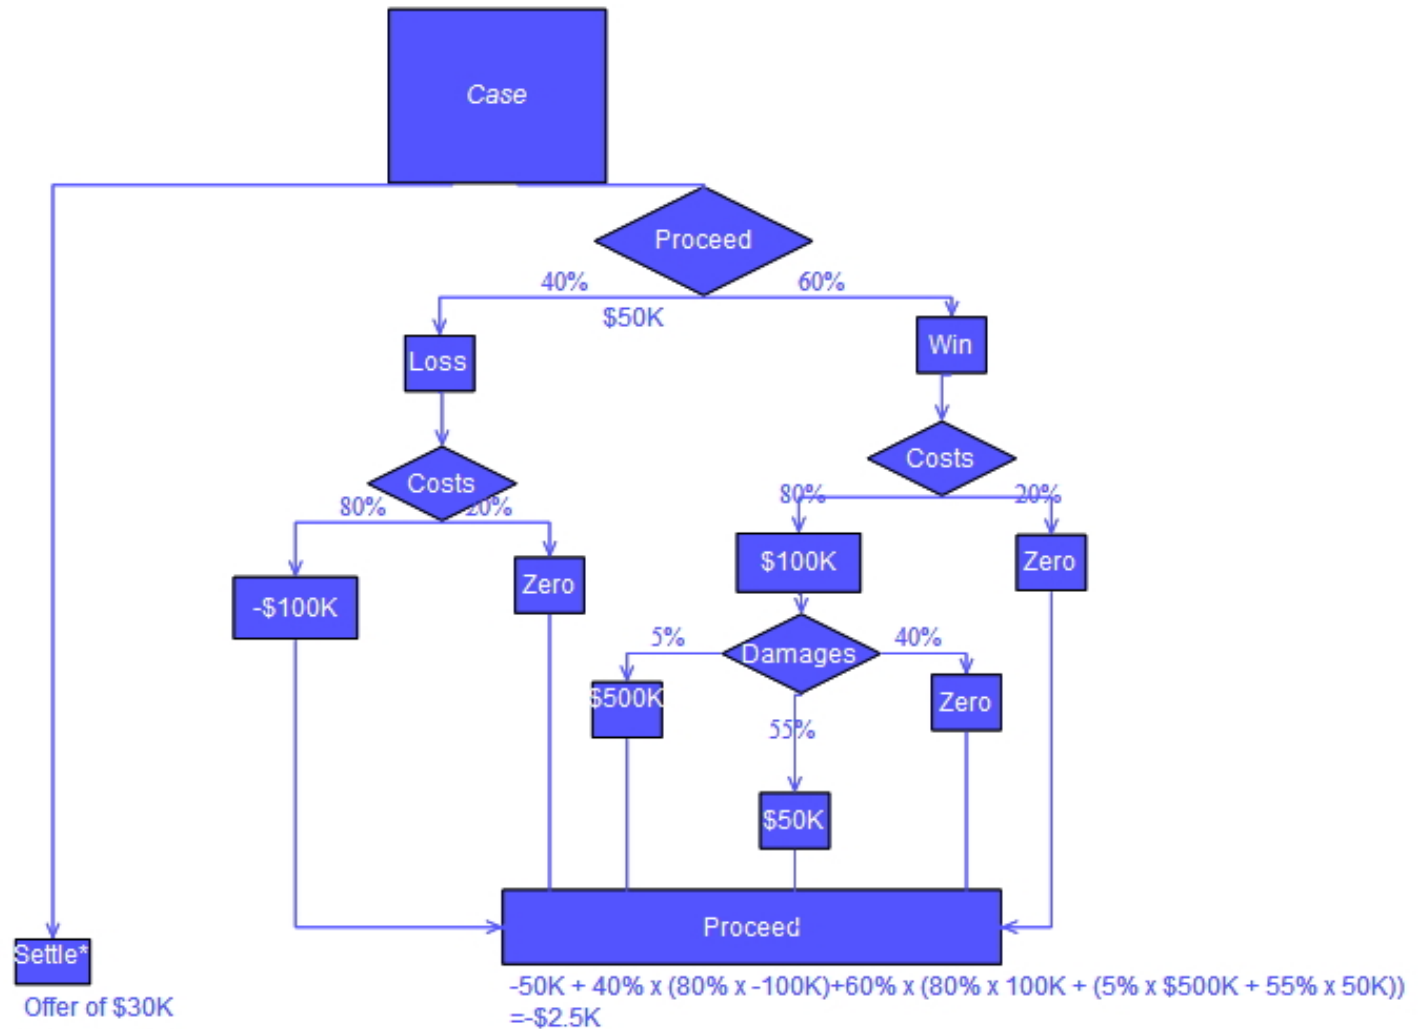 Case
Proceed
40% 60%
$50K
Loss
Win
Costs
Costs
80% 20%
80% 20%
-$100K
Zero
$100K
Zero
5% Damages 40%
$500K
Zero
55%
$50K
Proceed
Settle*
Offer of $30K
-50K + 40% x (80% x -100K)+60% x (80% x 100K + (5% x $500K + 55% x 50K))
=-$2.5K